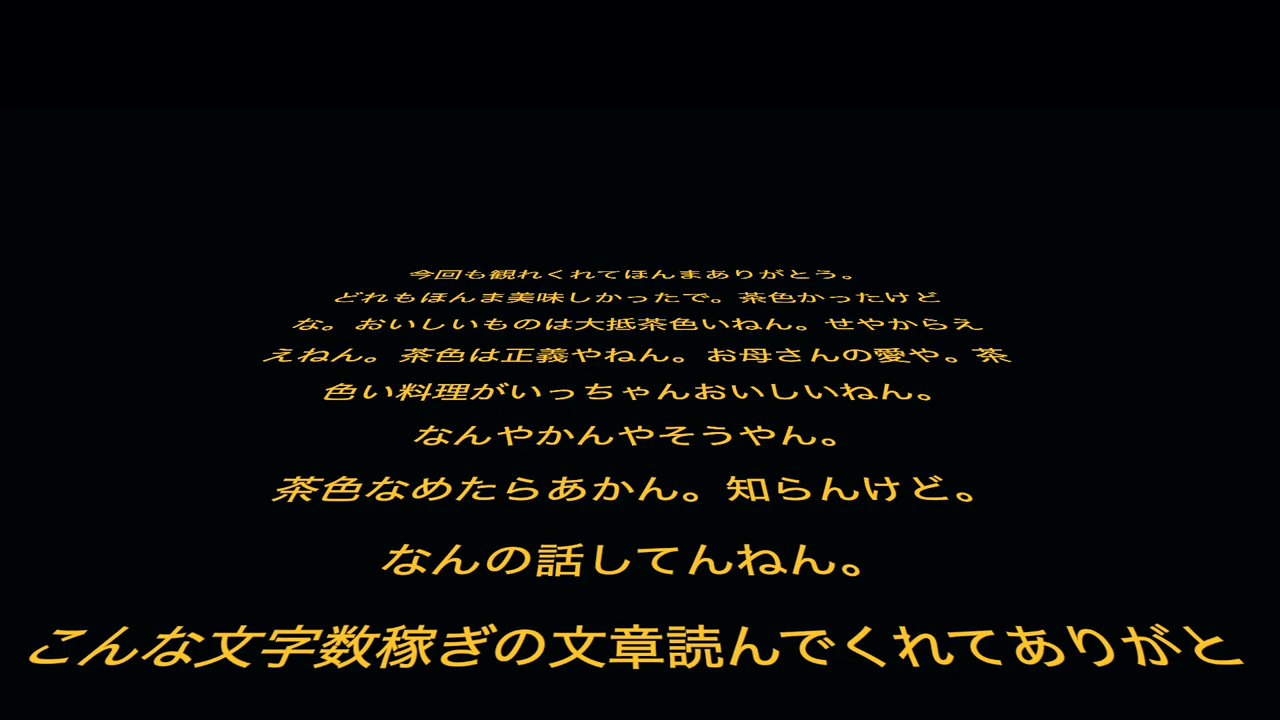 今回も観れくれてほんまありがとう。
どれもほんま美味しかったで。茶色かったけど
な。おいしいものは大抵茶色いねん。せやからえ
えねん。茶色は正義やねん。お母さんの愛や。茶
色い料理がいっちゃんおいしいねん。
なんやかんやそうやん。
茶色なめたらあかん。知らんけど。
なんの話してんねん。
こんな文字数稼ぎの文章読んでくれてありがと